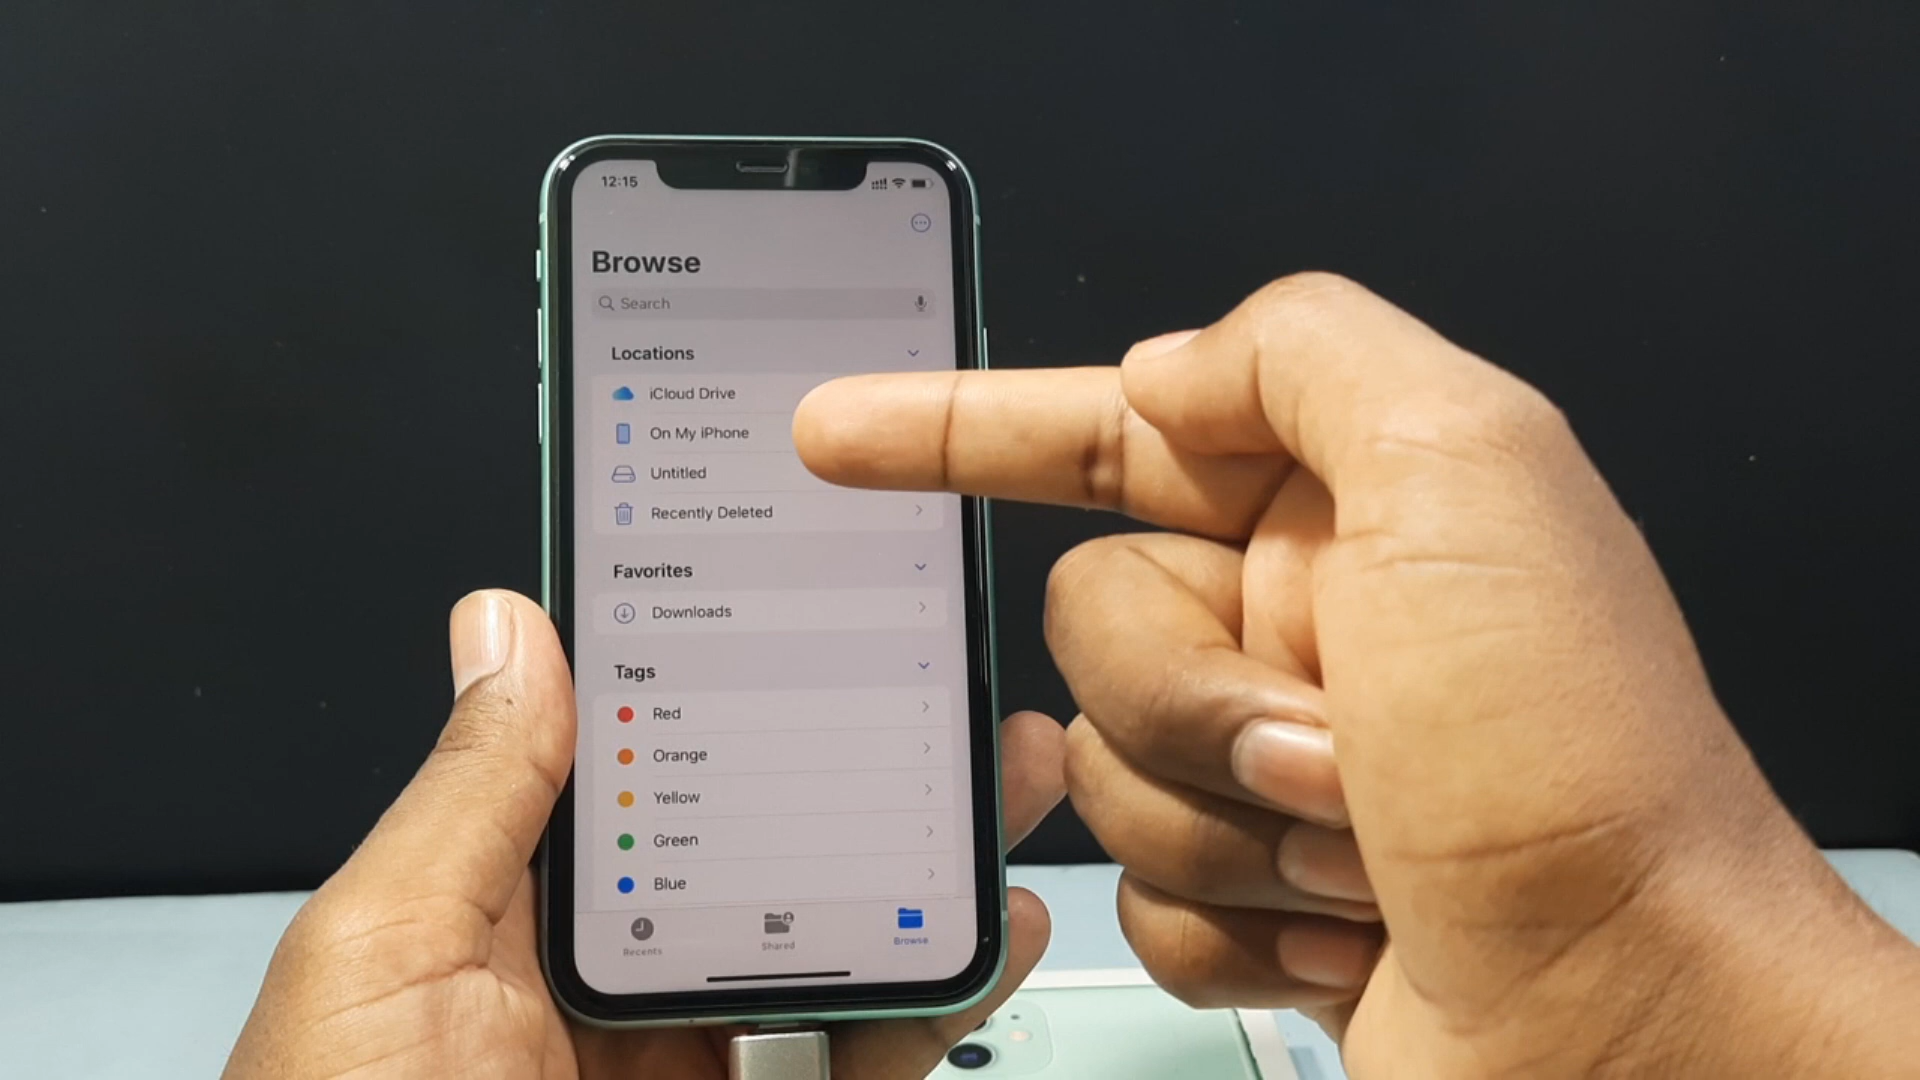 12:15
Browse
Search
Locations
iCloud Drive
On My iPhone
Untitled
Recently Deleted
Favorites
Downloads
Tags
Red
Orange
Yellow
Green
Blue
Recents
Shared
Browse